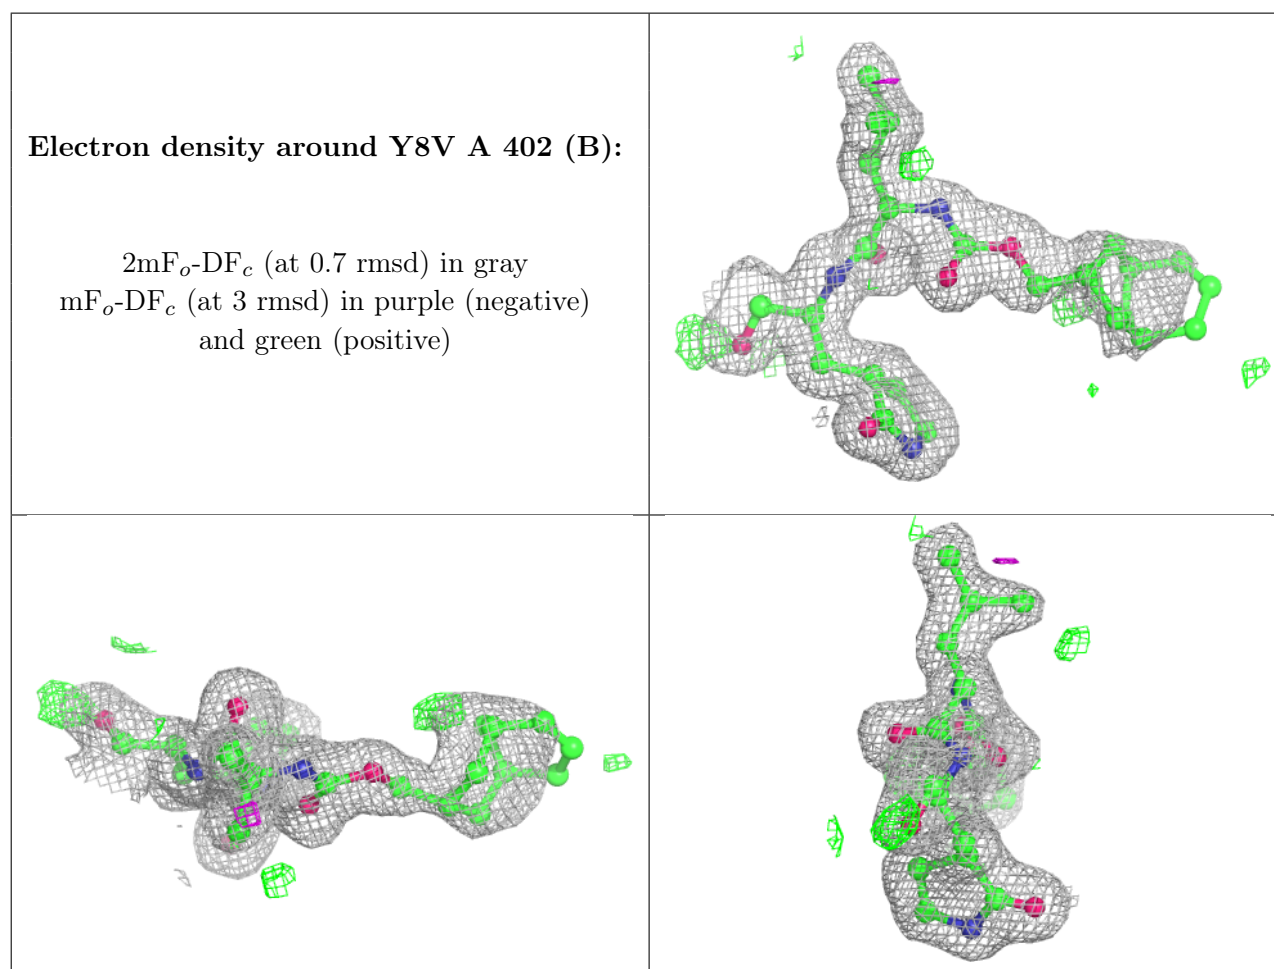 Electron density around Y8V A 402 (B):
2mFo-DFc (at 0.7 rmsd) in gray
mFo-DFc (at 3 rmsd) in purple (negative)
and green (positive)